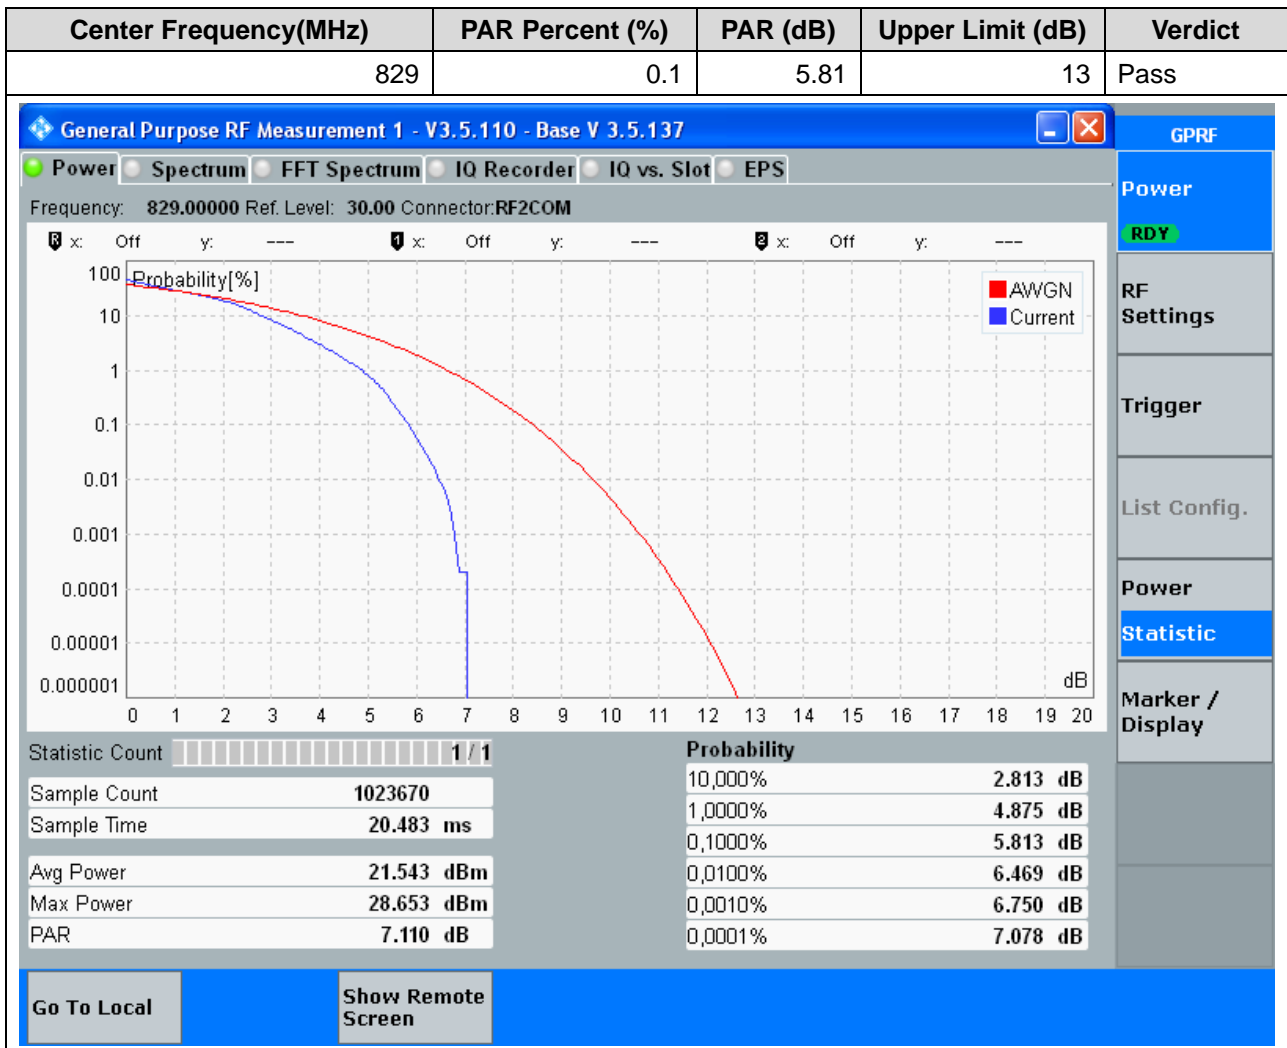 Center Frequency(MHz) PAR Percent (%) PAR (dB) Upper Limit (dB) Verdict
829 0.1 5.81 13 Pass
General Purpose RF Measurement 1 - V3.5.110 - Base V 3.5.137
GPRF
Power Spectrum FFT Spectrum IQ Recorder IQ vs. Slot EPS
Power
RDY
Frequency: 829.00000 Ref. Level: 30.00 Connector:RF2COM
R x: Off y: --- 1 x: Off y: --- 2 x: Off y: ---
Probability[%]
AWGN
Current
100
10
1
0.1
0.01
0.001
0.0001
0.00001
0.000001
dB
0 1 2 3 4 5 6 7 8 9 10 11 12 13 14 15 16 17 18 19 20
RF
Settings
Trigger
List Config.
Power
Statistic
Marker /
Display
Statistic Count 1 / 1
Sample Count 1023670
Sample Time 20.483 ms
Avg Power 21.543 dBm
Max Power 28.653 dBm
PAR 7.110 dB
Probability
10,000% 2.813 dB
1,0000% 4.875 dB
0,1000% 5.813 dB
0,0100% 6.469 dB
0,0010% 6.750 dB
0,0001% 7.078 dB
Go To Local
Show Remote
Screen